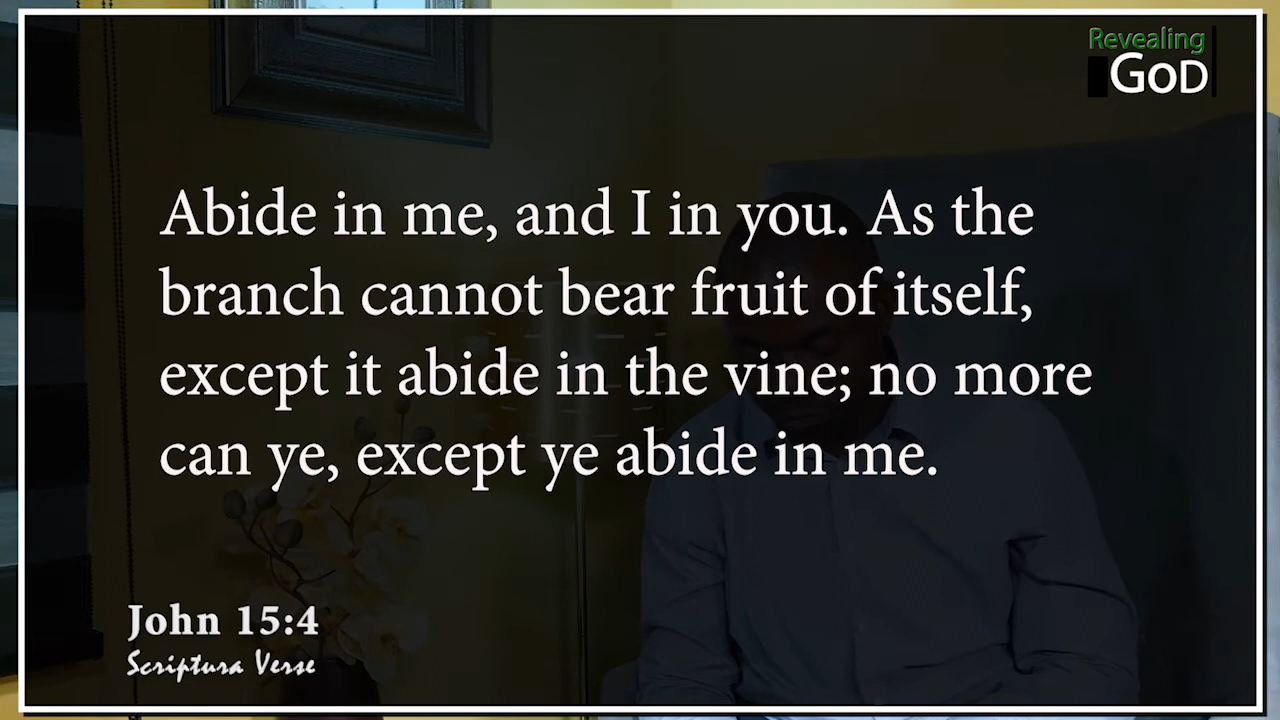 Revealing
GOD
Abide in me, and I in you. As the
branch cannot bear fruit of itself,
except it abide in the vine; no more
can ye, except ye abide in me.
John 15:4
Scriptura Verse